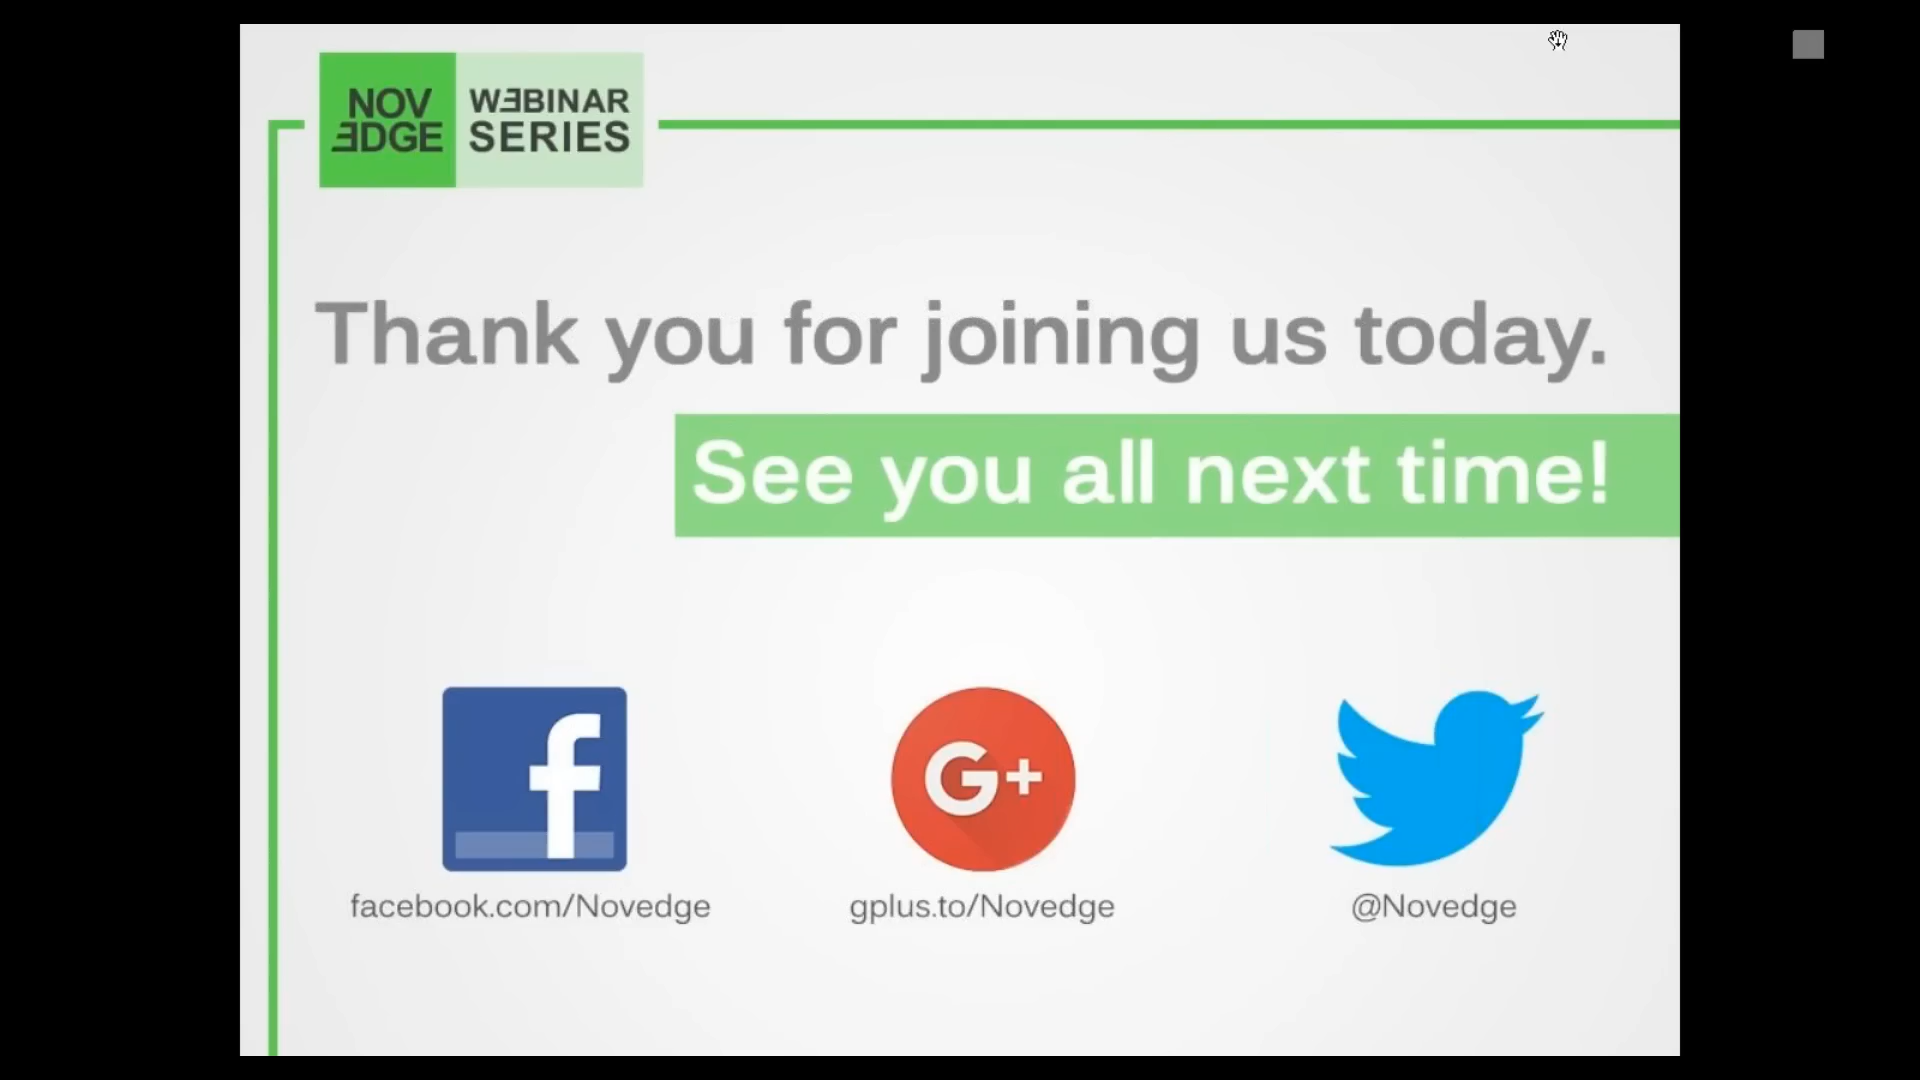 NOV
EDGE
WEBINAR
SERIES
Thank you for joining us today.
See you all next time!
f
G+
facebook.com/Novedge
gplus.to/Novedge
@Novedge